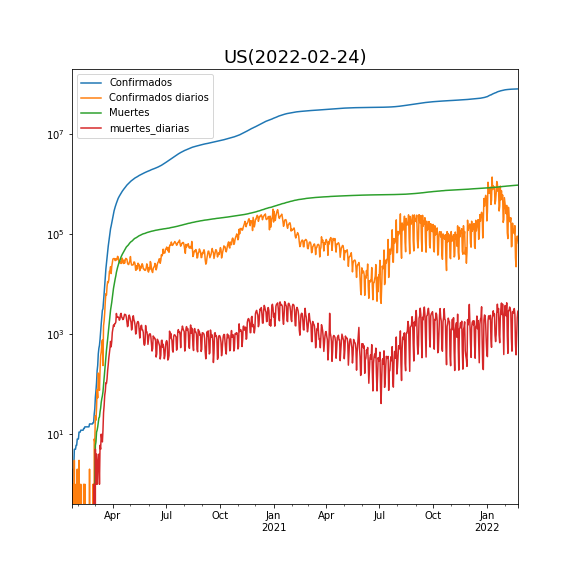 US(2022-02-24)
Confirmados
Confirmados diarios
Muertes
muertes_diarias
10^7
10^5
10^3
10^1
Apr Jul Oct Jan Apr Jul Oct Jan
2021 2022